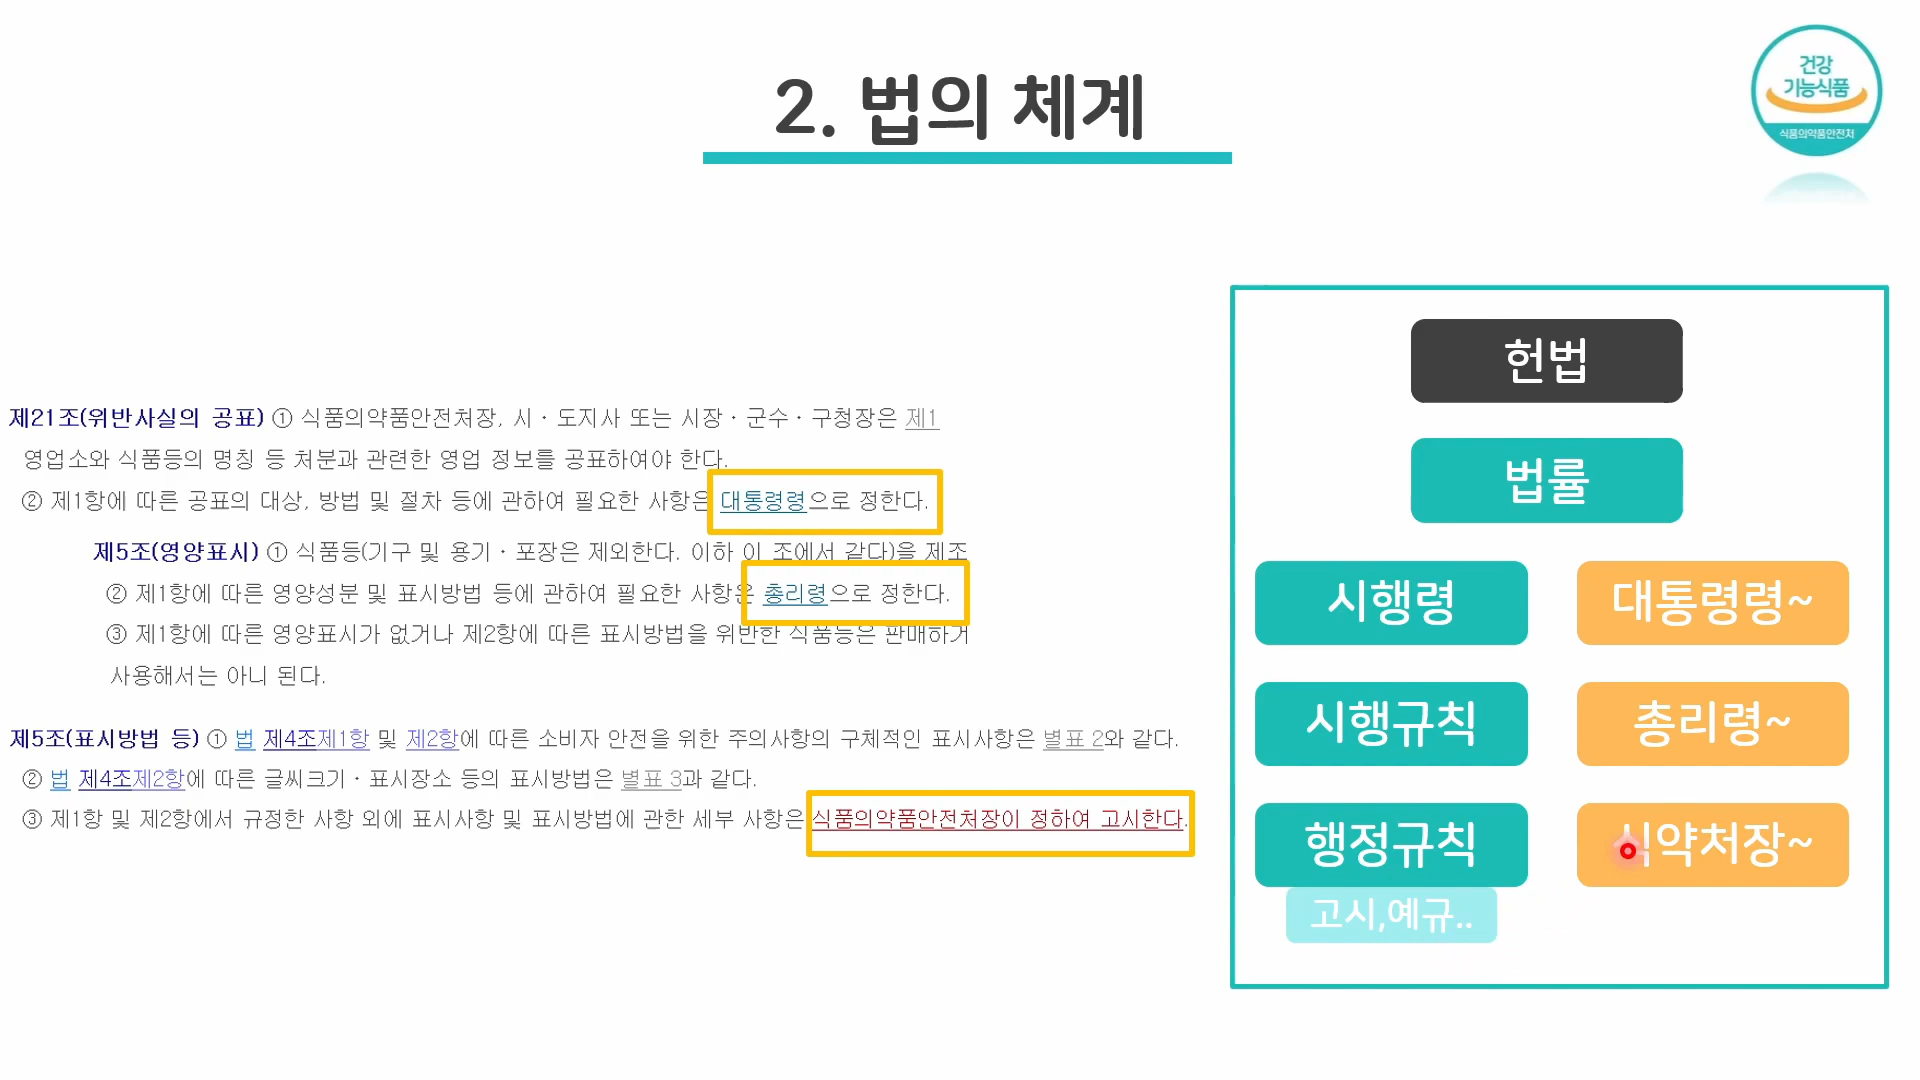 2. 법의 체계
건강
기능식품
식품의약품안전처
제21조(위반사실의 공표) ① 식품의약품안전처장, 시ㆍ도지사 또는 시장ㆍ군수ㆍ구청장은 제1
영업소와 식품등의 명칭 등 처분과 관련한 영업 정보를 공표하여야 한다.
② 제1항에 따른 공표의 대상, 방법 및 절차 등에 관하여 필요한 사항은 대통령령으로 정한다.
제5조(영양표시) ① 식품등(기구 및 용기ㆍ포장은 제외한다. 이하 이 조에서 같다)을 제조
② 제1항에 따른 영양성분 및 표시방법 등에 관하여 필요한 사항은 총리령으로 정한다.
③ 제1항에 따른 영양표시가 없거나 제2항에 따른 표시방법을 위반한 식품등은 판매하거
사용해서는 아니 된다.
제5조(표시방법 등) ① 법 제4조제1항 및 제2항에 따른 소비자 안전을 위한 주의사항의 구체적인 표시사항은 별표 2와 같다.
② 법 제4조제2항에 따른 글씨크기ㆍ표시장소 등의 표시방법은 별표 3과 같다.
③ 제1항 및 제2항에서 규정한 사항 외에 표시사항 및 표시방법에 관한 세부 사항은 식품의약품안전처장이 정하여 고시한다.
헌법
법률
시행령 대통령령~
시행규칙 총리령~
행정규칙 식약처장~
고시,예규..